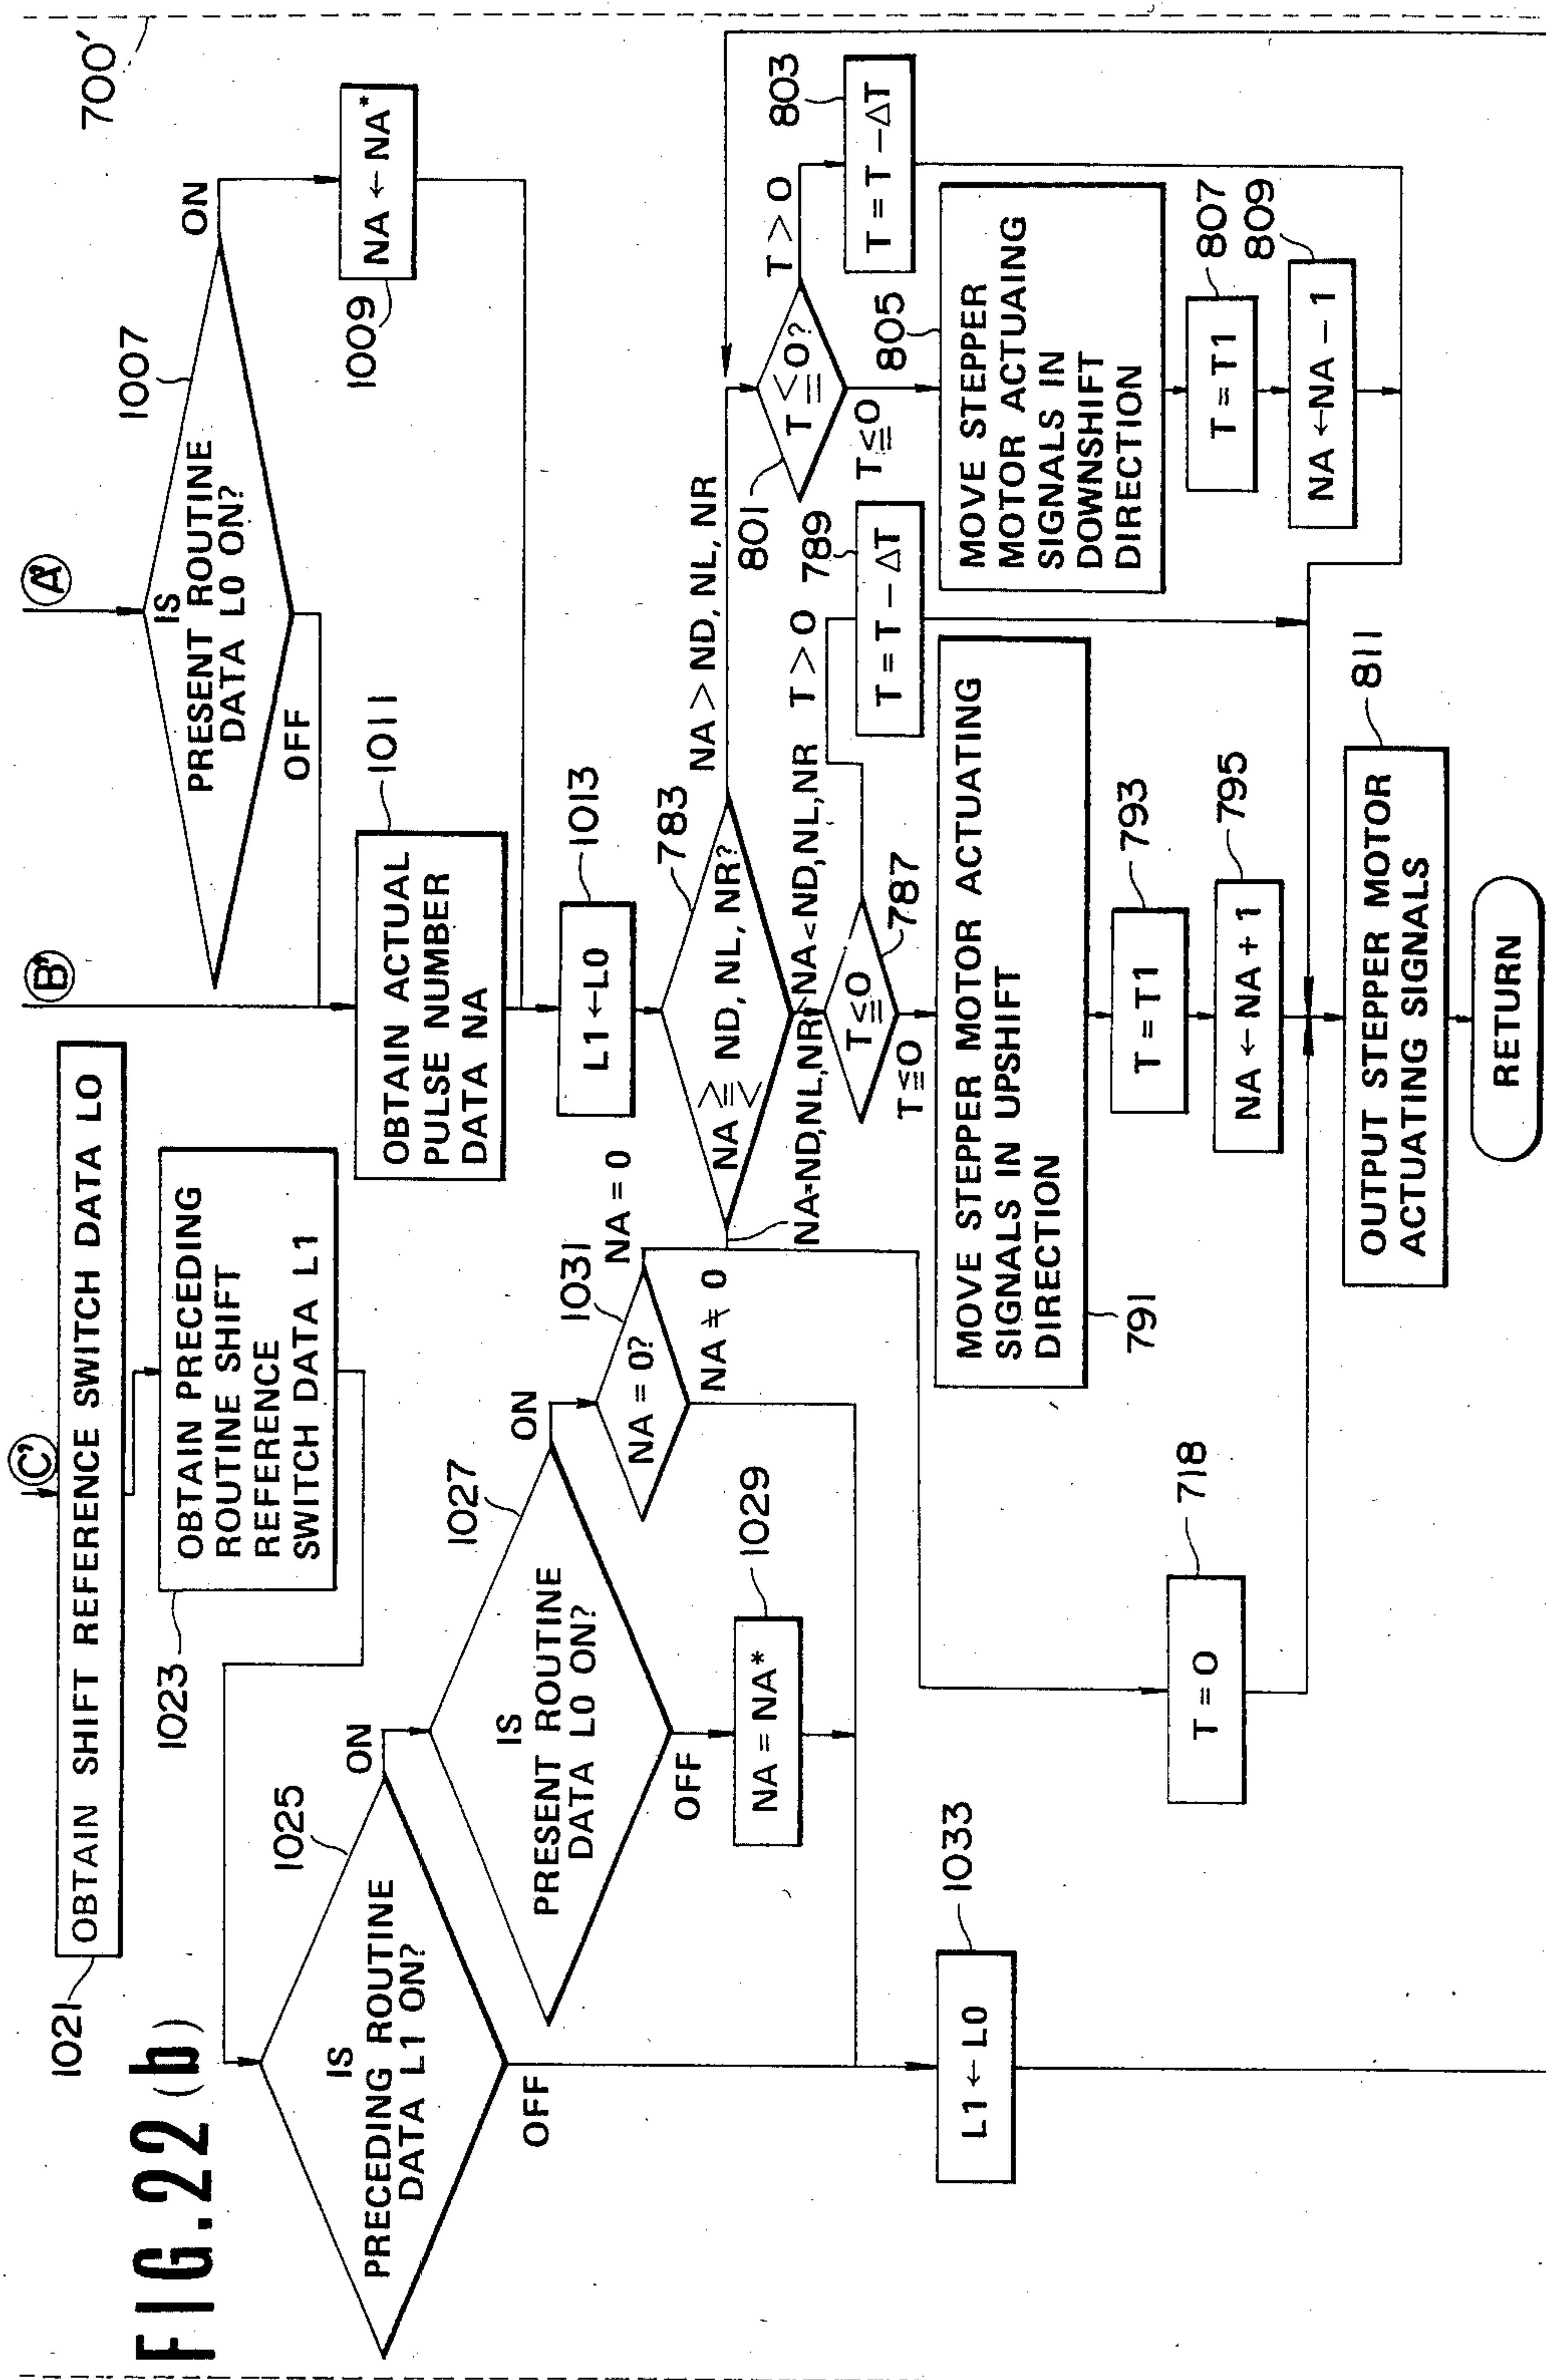 FIG.22(b)
700'
C'
B'
A'
1021
OBTAIN SHIFT REFERENCE SWITCH DATA L0
1023
OBTAIN PRECEDING
ROUTINE SHIFT
REFERENCE
SWITCH DATA L1
1025
IS
PRECEDING ROUTINE
DATA L1 ON?
ON
OFF
1027
IS
PRESENT ROUTINE
DATA L0 ON?
ON
OFF
1029
NA = NA*
1031
NA = 0?
NA = 0
NA ≠ 0
1033
L1 ← L0
1007
IS
PRESENT ROUTINE
DATA L0 ON?
ON
OFF
1009
NA ← NA*
1011
OBTAIN ACTUAL
PULSE NUMBER
DATA NA
1013
L1 ← L0
783
NA ⋛ ND, NL, NR?
NA > ND, NL, NR
NA=ND,NL,NR
NA<ND,NL,NR
718
T = 0
787
T ≦ 0
T > 0
T ≦ 0
789
T = T − ΔT
791
MOVE STEPPER MOTOR ACTUATING
SIGNALS IN UPSHIFT
DIRECTION
793
T = T1
795
NA ← NA + 1
801
T ≦ 0?
T > 0
T ≦ 0
803
T = T − ΔT
805
MOVE STEPPER
MOTOR ACTUAING
SIGNALS IN
DOWNSHIFT
DIRECTION
807
T = T1
809
NA ← NA − 1
811
OUTPUT STEPPER MOTOR
ACTUATING SIGNALS
RETURN